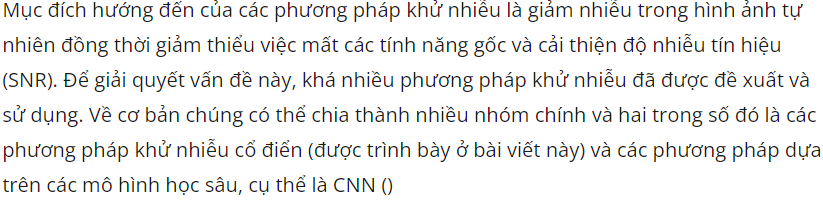 Mục đích hướng đến của các phương pháp khử nhiễu là giảm nhiễu trong hình ảnh tự
nhiên đồng thời giảm thiểu việc mất các tính năng gốc và cải thiện độ nhiễu tín hiệu
(SNR). Để giải quyết vấn đề này, khá nhiều phương pháp khử nhiễu đã được đề xuất và
sử dụng. Về cơ bản chúng có thể chia thành nhiều nhóm chính và hai trong số đó là các
phương pháp khử nhiễu cổ điển (được trình bày ở bài viết này) và các phương pháp dựa
trên các mô hình học sâu, cụ thể là CNN ()